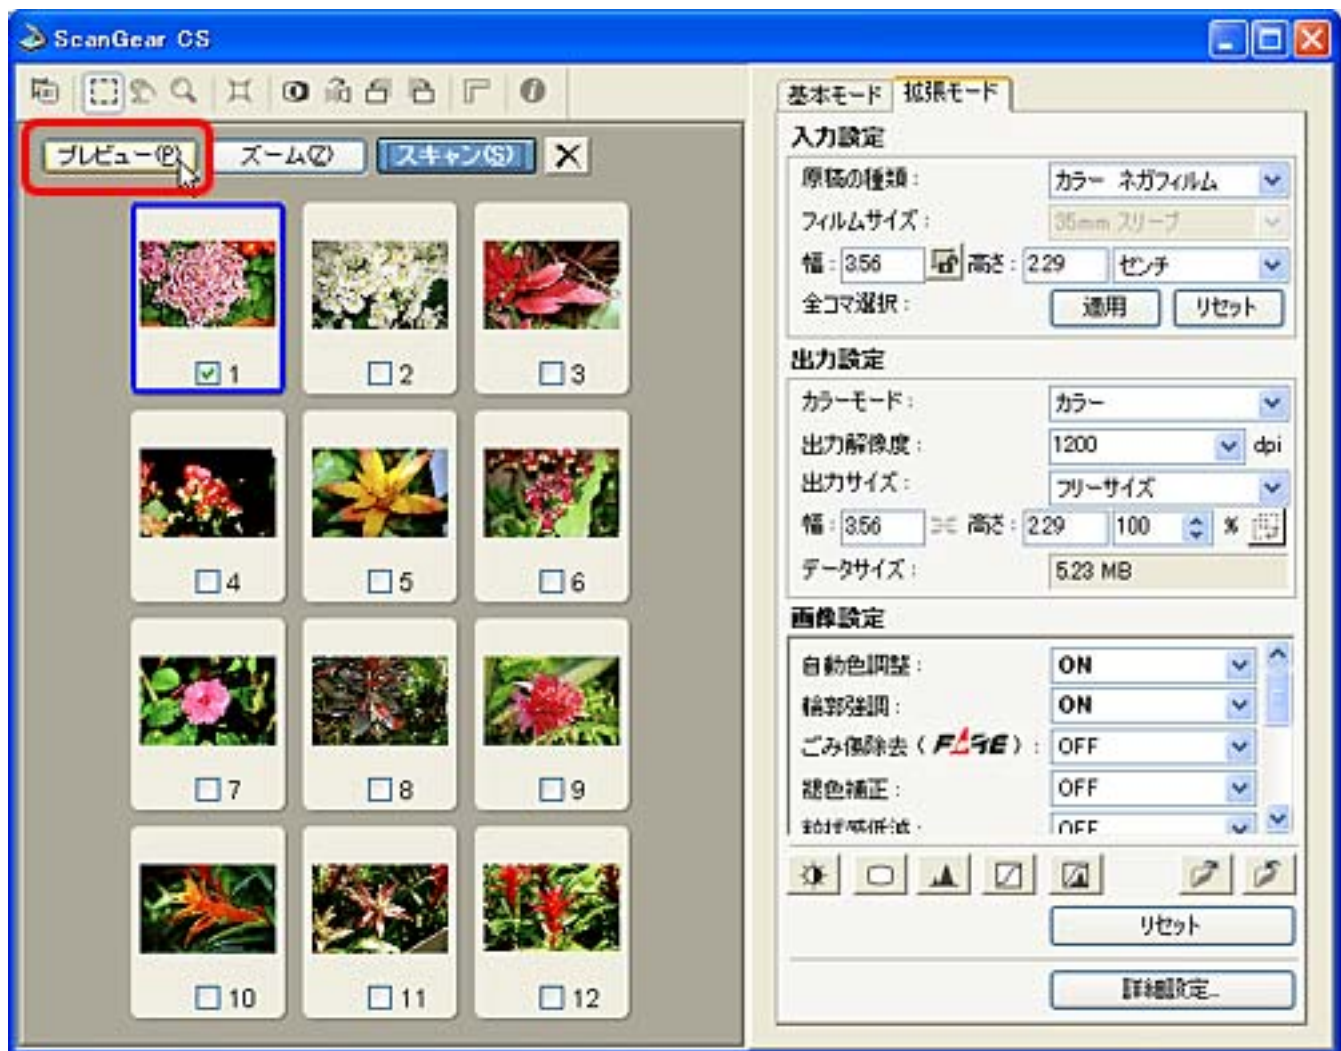 ScanGear CS
プレビュー(P) ズーム(Z) スキャン(S)
1 2 3
4 5 6
7 8 9
10 11 12
基本モード 拡張モード
入力設定
原稿の種類： カラー ネガフィルム
フィルムサイズ： 35mm スリーブ
幅：3.56 高さ：2.29 センチ
全コマ選択： 適用 リセット
出力設定
カラーモード： カラー
出力解像度： 1200 dpi
出力サイズ： フリーサイズ
幅：3.56 高さ：2.29 100 %
データサイズ： 5.23 MB
画像設定
自動色調整： ON
輪郭強調： ON
ごみ傷除去（FARE）： OFF
褪色補正： OFF
粒状感低減： OFF
リセット
詳細設定...